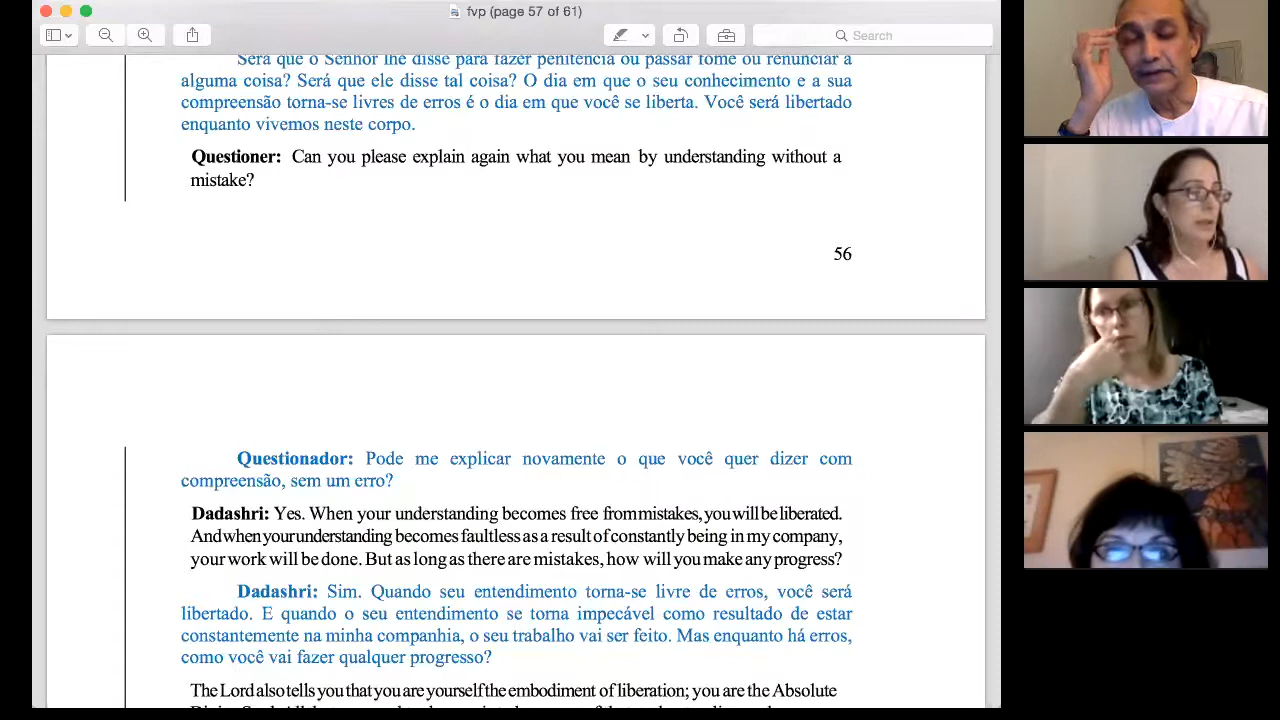 fvp (page 57 of 61)
Search
Será que o Senhor lhe disse para fazer penitência ou passar fome ou renunciar a
alguma coisa? Será que ele disse tal coisa? O dia em que o seu conhecimento e a sua
compreensão torna-se livres de erros é o dia em que você se liberta. Você será libertado
enquanto vivemos neste corpo.
Questioner: Can you please explain again what you mean by understanding without a
mistake?
56
Questionador: Pode me explicar novamente o que você quer dizer com
compreensão, sem um erro?
Dadashri: Yes. When your understanding becomes free from mistakes, you will be liberated.
And when your understanding becomes faultless as a result of constantly being in my company,
your work will be done. But as long as there are mistakes, how will you make any progress?
Dadashri: Sim. Quando seu entendimento torna-se livre de erros, você será
libertado. E quando o seu entendimento se torna impecável como resultado de estar
constantemente na minha companhia, o seu trabalho vai ser feito. Mas enquanto há erros,
como você vai fazer qualquer progresso?
The Lord also tells you that you are yourself the embodiment of liberation; you are the Absolute